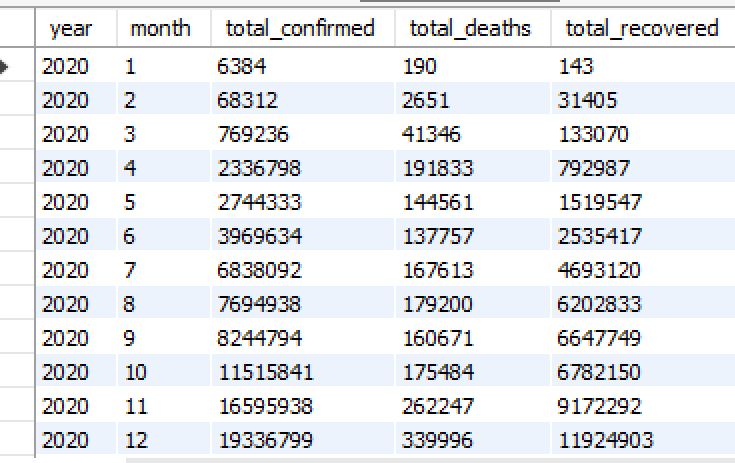 year month total_confirmed total_deaths total_recovered
2020 1 6384 190 143
2020 2 68312 2651 31405
2020 3 769236 41346 133070
2020 4 2336798 191833 792987
2020 5 2744333 144561 1519547
2020 6 3969634 137757 2535417
2020 7 6838092 167613 4693120
2020 8 7694938 179200 6202833
2020 9 8244794 160671 6647749
2020 10 11515841 175484 6782150
2020 11 16595938 262247 9172292
2020 12 19336799 339996 11924903